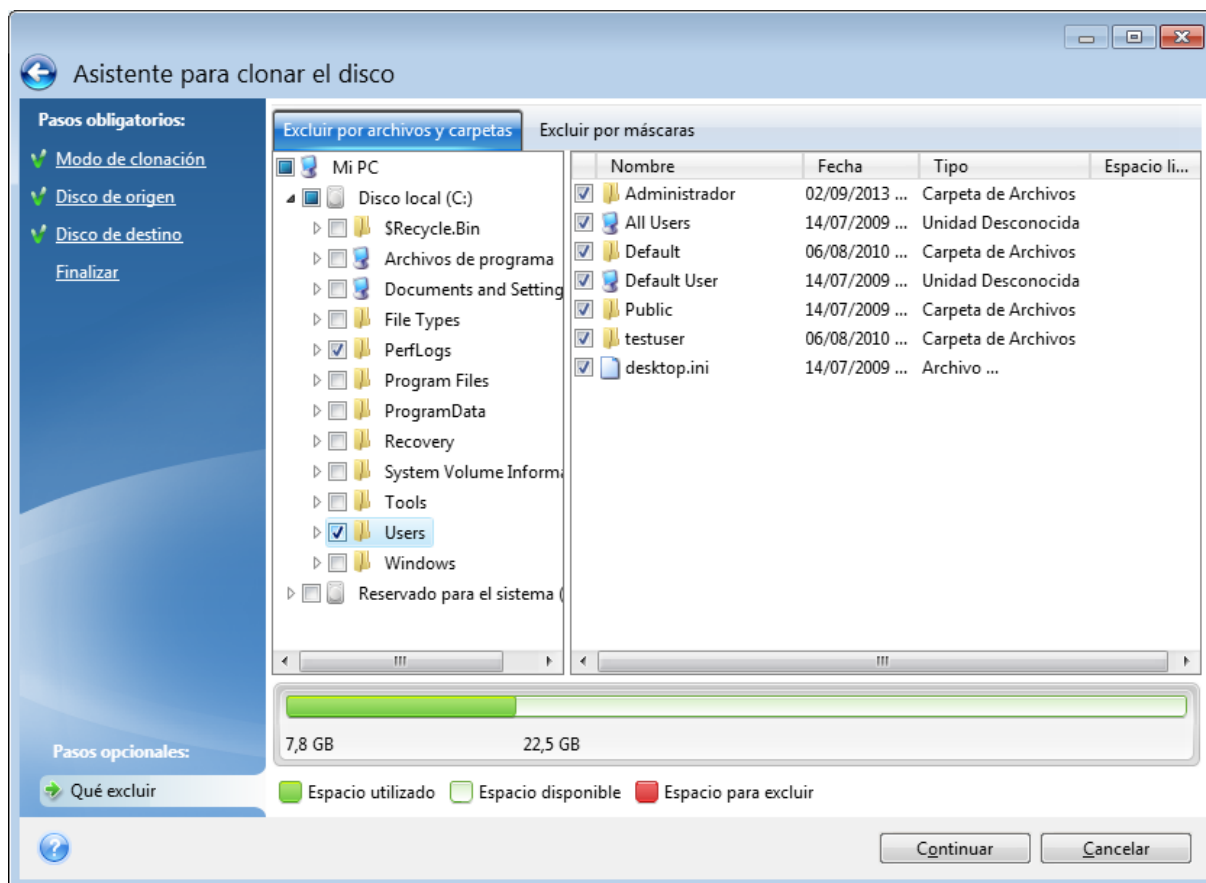 Asistente para clonar el disco
Pasos obligatorios:
Modo de clonación
Disco de origen
Disco de destino
Finalizar
Excluir por archivos y carpetas
Excluir por máscaras
Mi PC
Disco local (C:)
$Recycle.Bin
Archivos de programa
Documents and Setting
File Types
PerfLogs
Program Files
ProgramData
Recovery
System Volume Informa
Tools
Users
Windows
Reservado para el sistema (
Nombre Fecha Tipo Espacio li...
Administrador 02/09/2013 ... Carpeta de Archivos
All Users 14/07/2009 ... Unidad Desconocida
Default 06/08/2010 ... Carpeta de Archivos
Default User 14/07/2009 ... Unidad Desconocida
Public 14/07/2009 ... Carpeta de Archivos
testuser 06/08/2010 ... Carpeta de Archivos
desktop.ini 14/07/2009 ... Archivo ...
7,8 GB 22,5 GB
Espacio utilizado Espacio disponible Espacio para excluir
Pasos opcionales:
Qué excluir
Continuar Cancelar